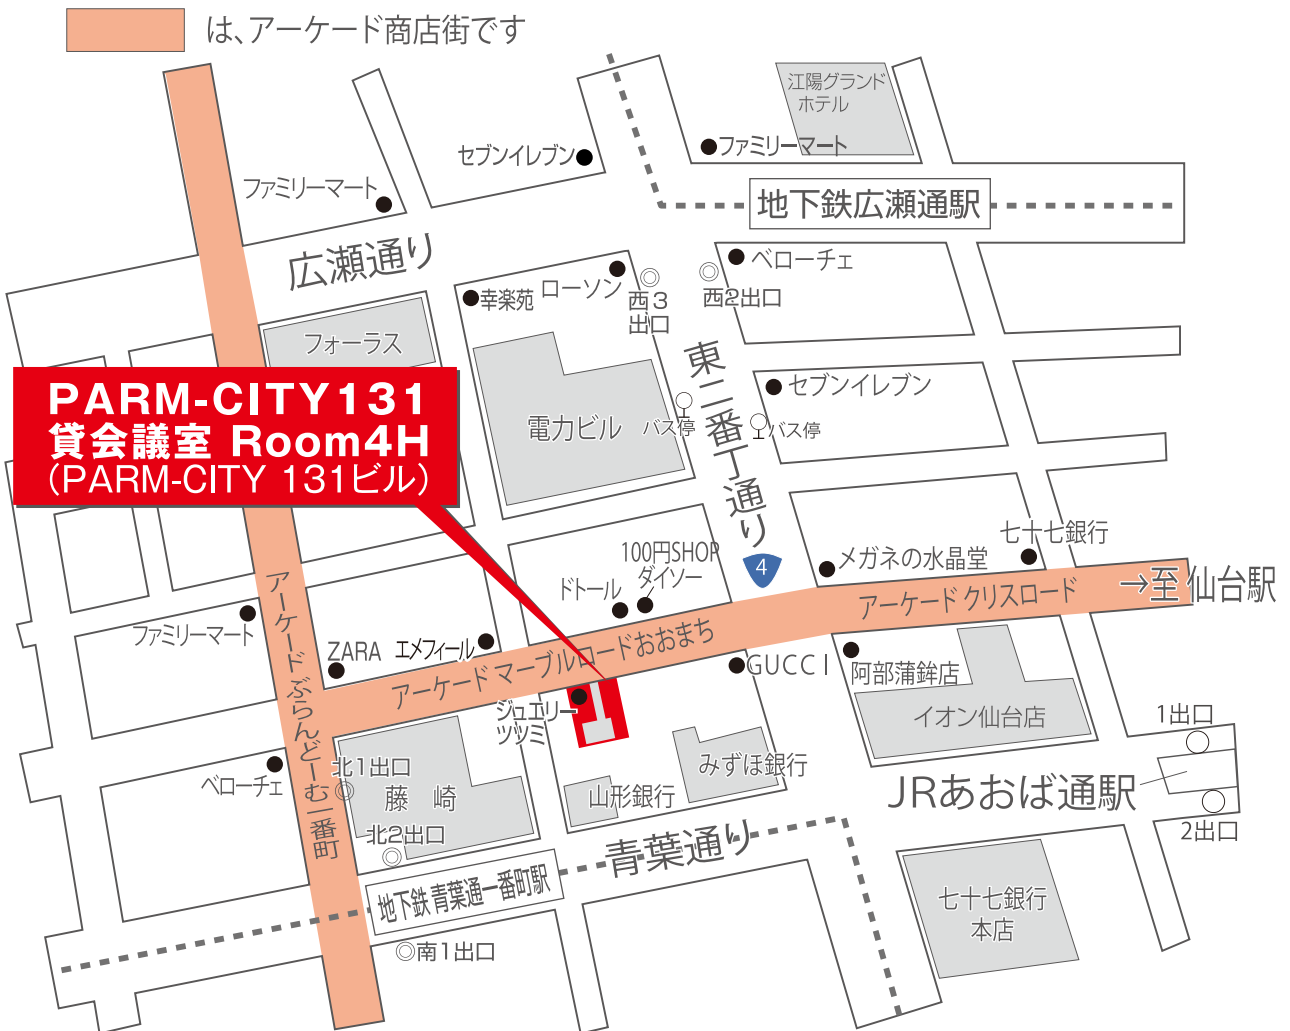 は、アーケード商店街です
江陽グランド
ホテル
セブンイレブン
ファミリーマート
ファミリーマート
地下鉄広瀬通駅
広瀬通り
ベローチェ
幸楽苑
ローソン
西3
出口
西2出口
フォーラス
東二番丁通り
PARM-CITY131
貸会議室 Room4H
(PARM-CITY 131ビル)
電力ビル
バス停
セブンイレブン
バス停
100円SHOP
ダイソー
ドトール
4
メガネの水晶堂
七十七銀行
→至 仙台駅
アーケード クリスロード
アーケード マーブルロードおおまち
アーケード ぶらんどーむ一番町
ファミリーマート
ZARA
エメフィール
GUCCI
阿部蒲鉾店
イオン仙台店
ジュエリー
ツツミ
1出口
JRあおば通駅
2出口
みずほ銀行
山形銀行
ベローチェ
北1出口
藤崎
北2出口
青葉通り
地下鉄 青葉通一番町駅
南1出口
七十七銀行
本店